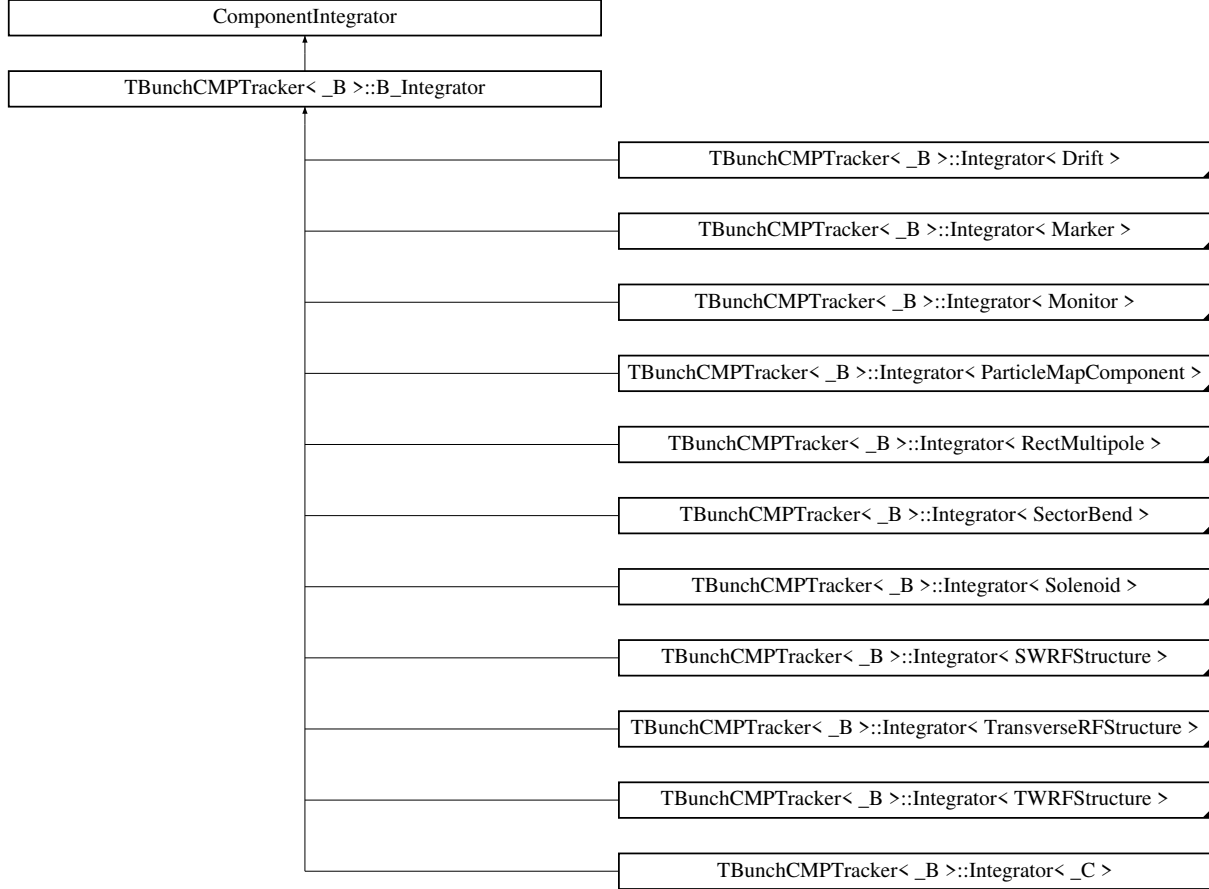 ComponentIntegrator
TBunchCMPTracker< _B >::B_Integrator
TBunchCMPTracker< _B >::Integrator< Drift >
TBunchCMPTracker< _B >::Integrator< Marker >
TBunchCMPTracker< _B >::Integrator< Monitor >
TBunchCMPTracker< _B >::Integrator< ParticleMapComponent >
TBunchCMPTracker< _B >::Integrator< RectMultipole >
TBunchCMPTracker< _B >::Integrator< SectorBend >
TBunchCMPTracker< _B >::Integrator< Solenoid >
TBunchCMPTracker< _B >::Integrator< SWRFStructure >
TBunchCMPTracker< _B >::Integrator< TransverseRFStructure >
TBunchCMPTracker< _B >::Integrator< TWRFStructure >
TBunchCMPTracker< _B >::Integrator< _C >